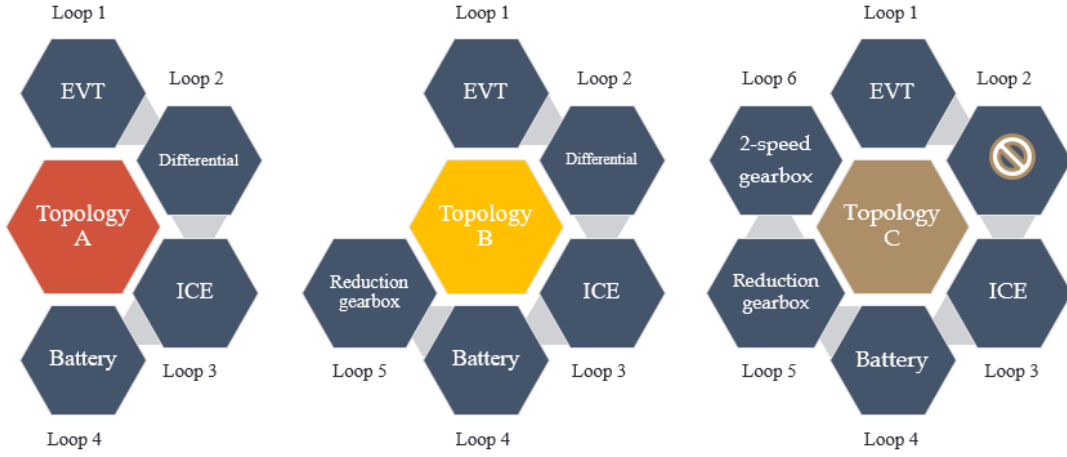 Loop 1
EVT
Loop 2
Differential
Topology
A
ICE
Battery
Loop 3
Loop 4
Loop 1
EVT
Loop 2
Differential
Topology
B
Reduction
gearbox
ICE
Battery
Loop 5
Loop 3
Loop 4
Loop 1
EVT
Loop 6
Loop 2
2-speed
gearbox
Topology
C
Reduction
gearbox
ICE
Battery
Loop 5
Loop 3
Loop 4